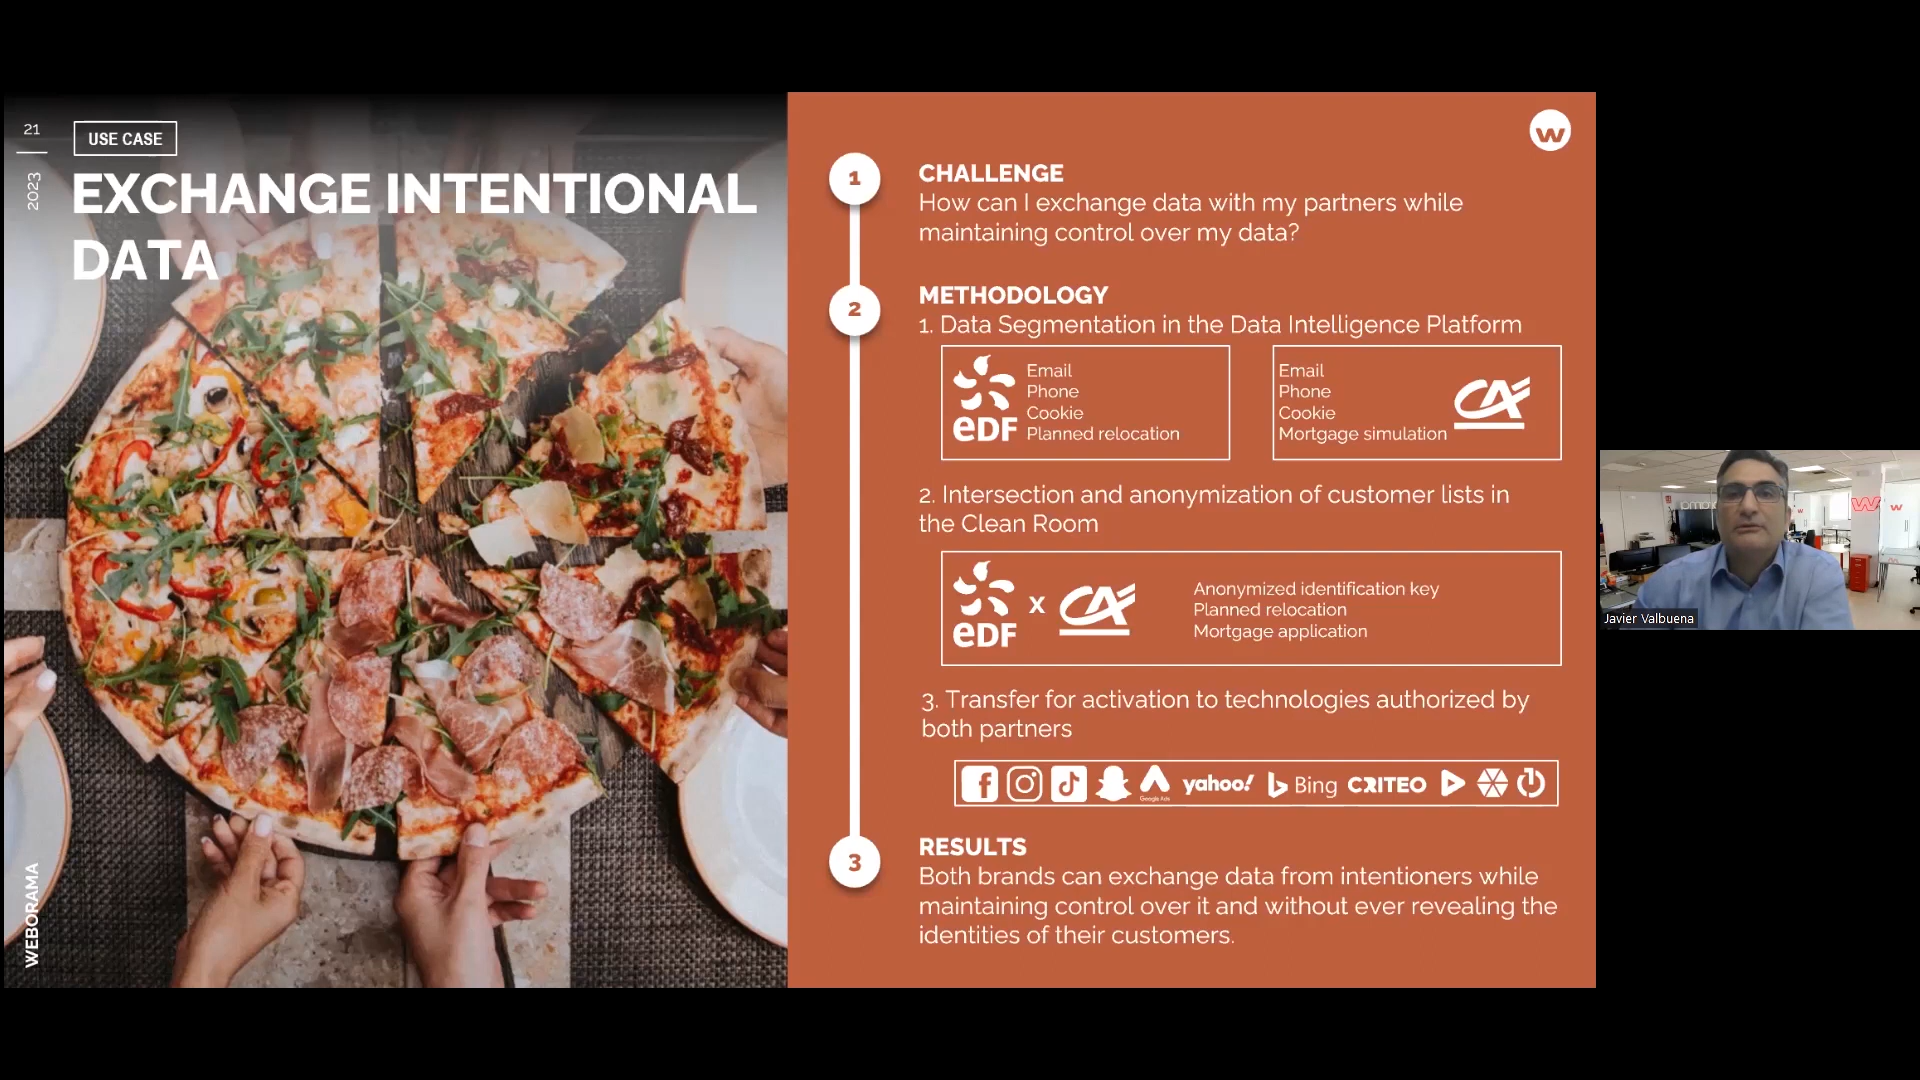 21
2023
USE CASE
EXCHANGE INTENTIONAL
DATA
WEBORAMA
w
1
CHALLENGE
How can I exchange data with my partners while
maintaining control over my data?
2
METHODOLOGY
1. Data Segmentation in the Data Intelligence Platform
eDF
Email
Phone
Cookie
Planned relocation
Email
Phone
Cookie
Mortgage simulation
CA
2. Intersection and anonymization of customer lists in
the Clean Room
eDF x CA
Anonymized identification key
Planned relocation
Mortgage application
3. Transfer for activation to technologies authorized by
both partners
f
Google Ads
yahoo!
b Bing
CRITEO
3
RESULTS
Both brands can exchange data from intentioners while
maintaining control over it and without ever revealing the
identities of their customers.
w
w
Javier Valbuena